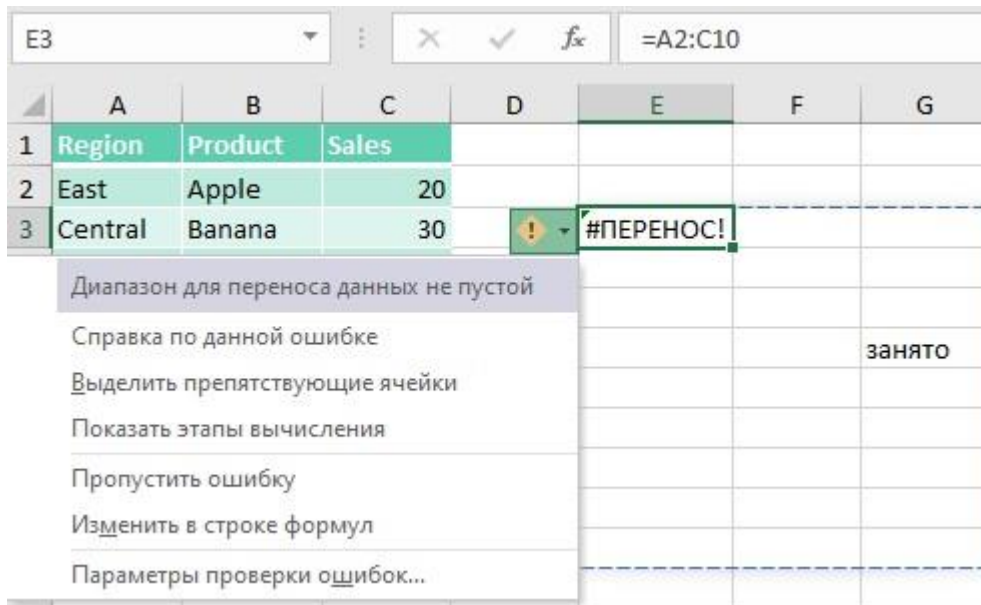 E3 fx =A2:C10
A B C D E F G
1 Region Product Sales
2 East Apple 20
3 Central Banana 30 #ПЕРЕНОС!
Диапазон для переноса данных не пустой
Справка по данной ошибке
занято
Выделить препятствующие ячейки
Показать этапы вычисления
Пропустить ошибку
Изменить в строке формул
Параметры проверки ошибок...